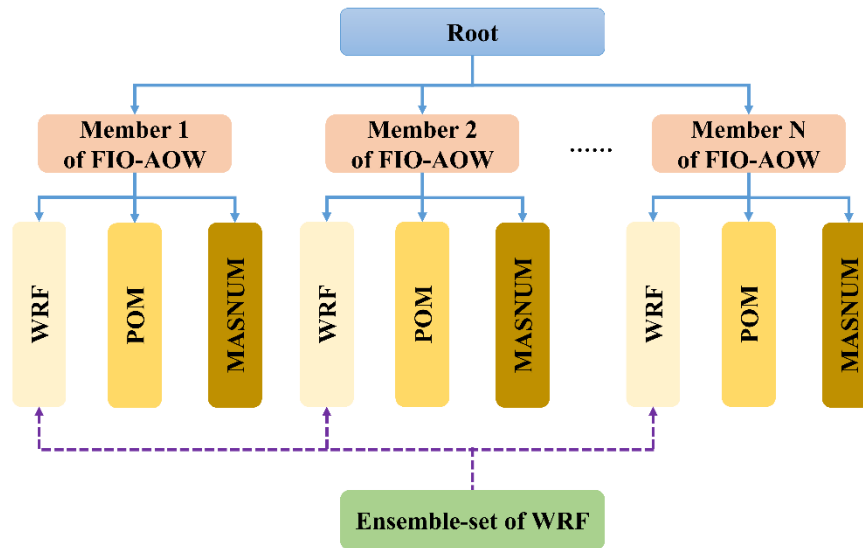 Root
Member 1
of FIO-AOW
Member 2
of FIO-AOW
......
Member N
of FIO-AOW
WRF
POM
MASNUM
WRF
POM
MASNUM
WRF
POM
MASNUM
Ensemble-set of WRF